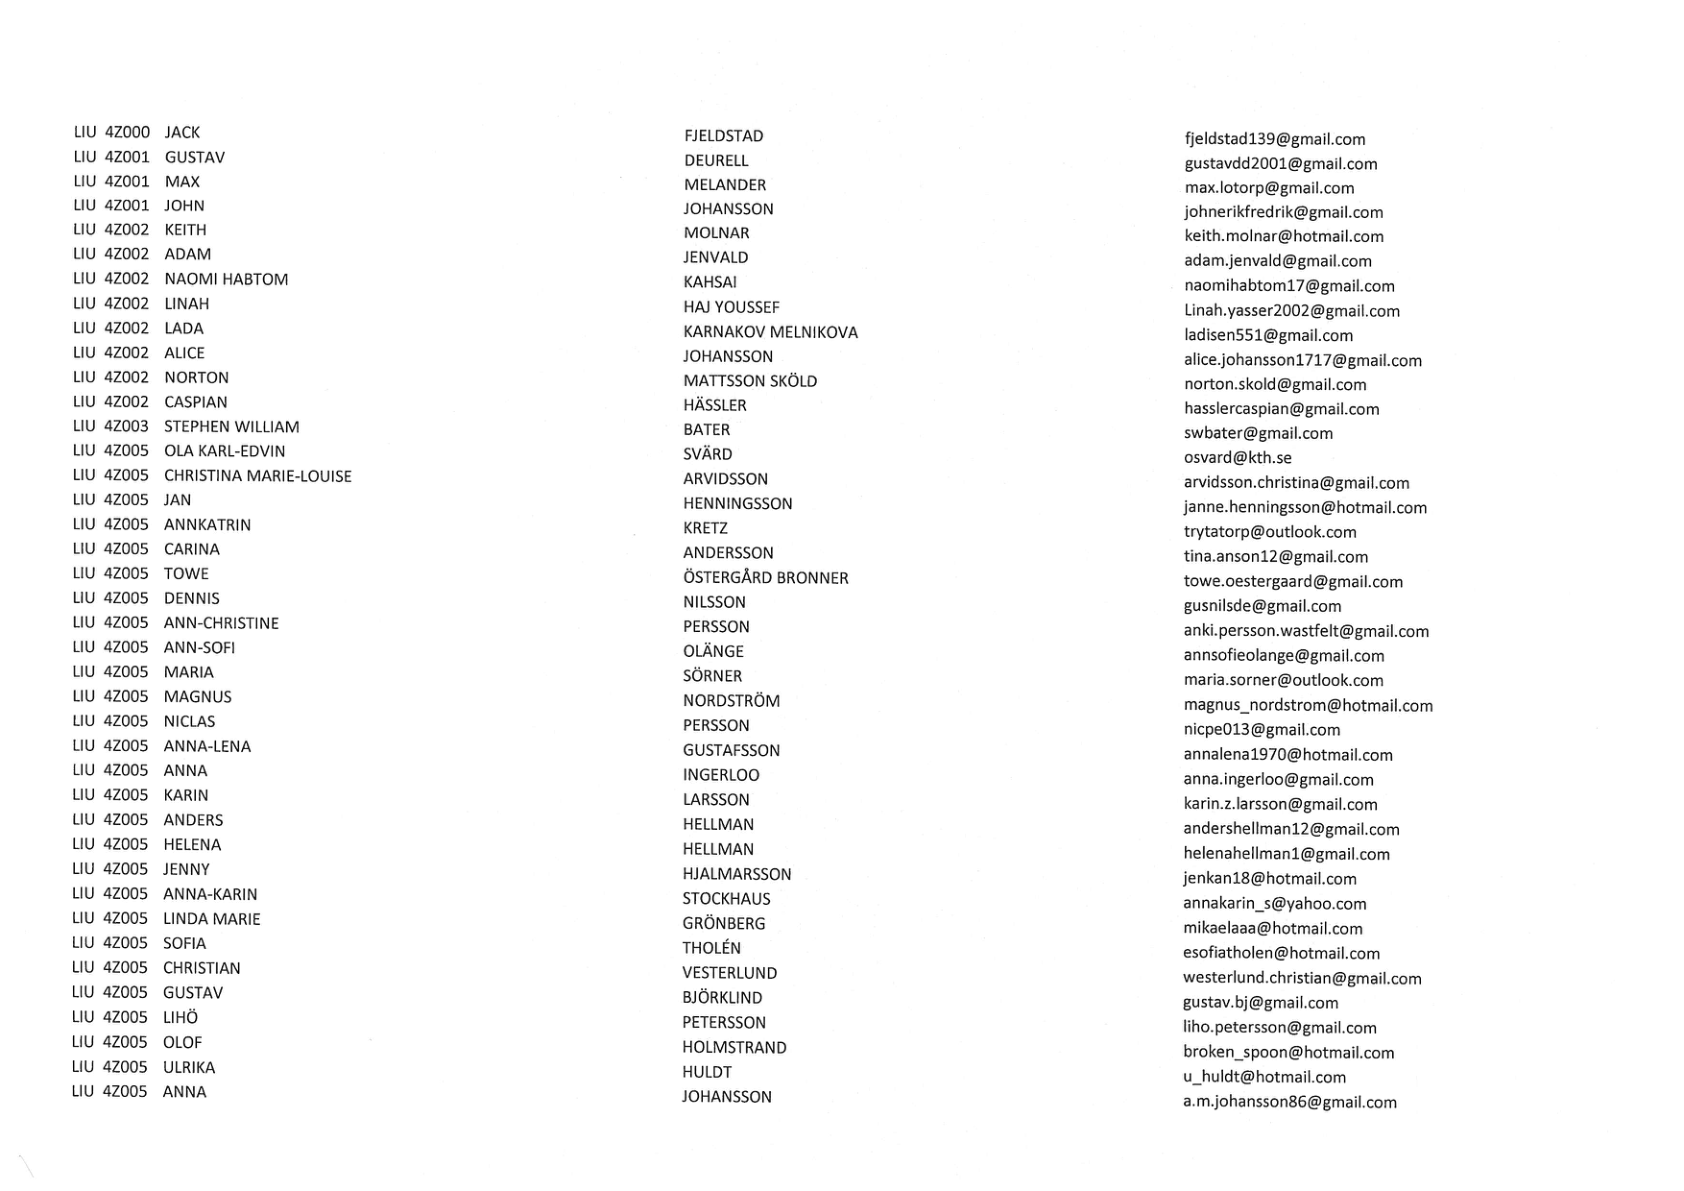 LIU 4Z000 JACK FJELDSTAD fjeldstad139@gmail.com
LIU 4Z001 GUSTAV DEURELL gustavdd2001@gmail.com
LIU 4Z001 MAX MELANDER max.lotorp@gmail.com
LIU 4Z001 JOHN JOHANSSON johnerikfredrik@gmail.com
LIU 4Z002 KEITH MOLNAR keith.molnar@hotmail.com
LIU 4Z002 ADAM JENVALD adam.jenvald@gmail.com
LIU 4Z002 NAOMI HABTOM KAHSAI naomihabtom17@gmail.com
LIU 4Z002 LINAH HAJ YOUSSEF Linah.yasser2002@gmail.com
LIU 4Z002 LADA KARNAKOV MELNIKOVA ladisen551@gmail.com
LIU 4Z002 ALICE JOHANSSON alice.johansson1717@gmail.com
LIU 4Z002 NORTON MATTSSON SKÖLD norton.skold@gmail.com
LIU 4Z002 CASPIAN HÄSSLER hasslercaspian@gmail.com
LIU 4Z003 STEPHEN WILLIAM BATER swbater@gmail.com
LIU 4Z005 OLA KARL-EDVIN SVÄRD osvard@kth.se
LIU 4Z005 CHRISTINA MARIE-LOUISE ARVIDSSON arvidsson.christina@gmail.com
LIU 4Z005 JAN HENNINGSSON janne.henningsson@hotmail.com
LIU 4Z005 ANNKATRIN KRETZ trytatorp@outlook.com
LIU 4Z005 CARINA ANDERSSON tina.anson12@gmail.com
LIU 4Z005 TOWE ÖSTERGÅRD BRONNER towe.oestergaard@gmail.com
LIU 4Z005 DENNIS NILSSON gusnilsde@gmail.com
LIU 4Z005 ANN-CHRISTINE PERSSON anki.persson.wastfelt@gmail.com
LIU 4Z005 ANN-SOFI OLÄNGE annsofieolange@gmail.com
LIU 4Z005 MARIA SÖRNER maria.sorner@outlook.com
LIU 4Z005 MAGNUS NORDSTRÖM magnus_nordstrom@hotmail.com
LIU 4Z005 NICLAS PERSSON nicpe013@gmail.com
LIU 4Z005 ANNA-LENA GUSTAFSSON annalena1970@hotmail.com
LIU 4Z005 ANNA INGERLOO anna.ingerloo@gmail.com
LIU 4Z005 KARIN LARSSON karin.z.larsson@gmail.com
LIU 4Z005 ANDERS HELLMAN andershellman12@gmail.com
LIU 4Z005 HELENA HELLMAN helenahellman1@gmail.com
LIU 4Z005 JENNY HJALMARSSON jenkan18@hotmail.com
LIU 4Z005 ANNA-KARIN STOCKHAUS annakarin_s@yahoo.com
LIU 4Z005 LINDA MARIE GRÖNBERG mikaelaaa@hotmail.com
LIU 4Z005 SOFIA THOLÉN esofiatholen@hotmail.com
LIU 4Z005 CHRISTIAN VESTERLUND westerlund.christian@gmail.com
LIU 4Z005 GUSTAV BJÖRKLIND gustav.bj@gmail.com
LIU 4Z005 LIHÖ PETERSSON liho.petersson@gmail.com
LIU 4Z005 OLOF HOLMSTRAND broken_spoon@hotmail.com
LIU 4Z005 ULRIKA HULDT u_huldt@hotmail.com
LIU 4Z005 ANNA JOHANSSON a.m.johansson86@gmail.com